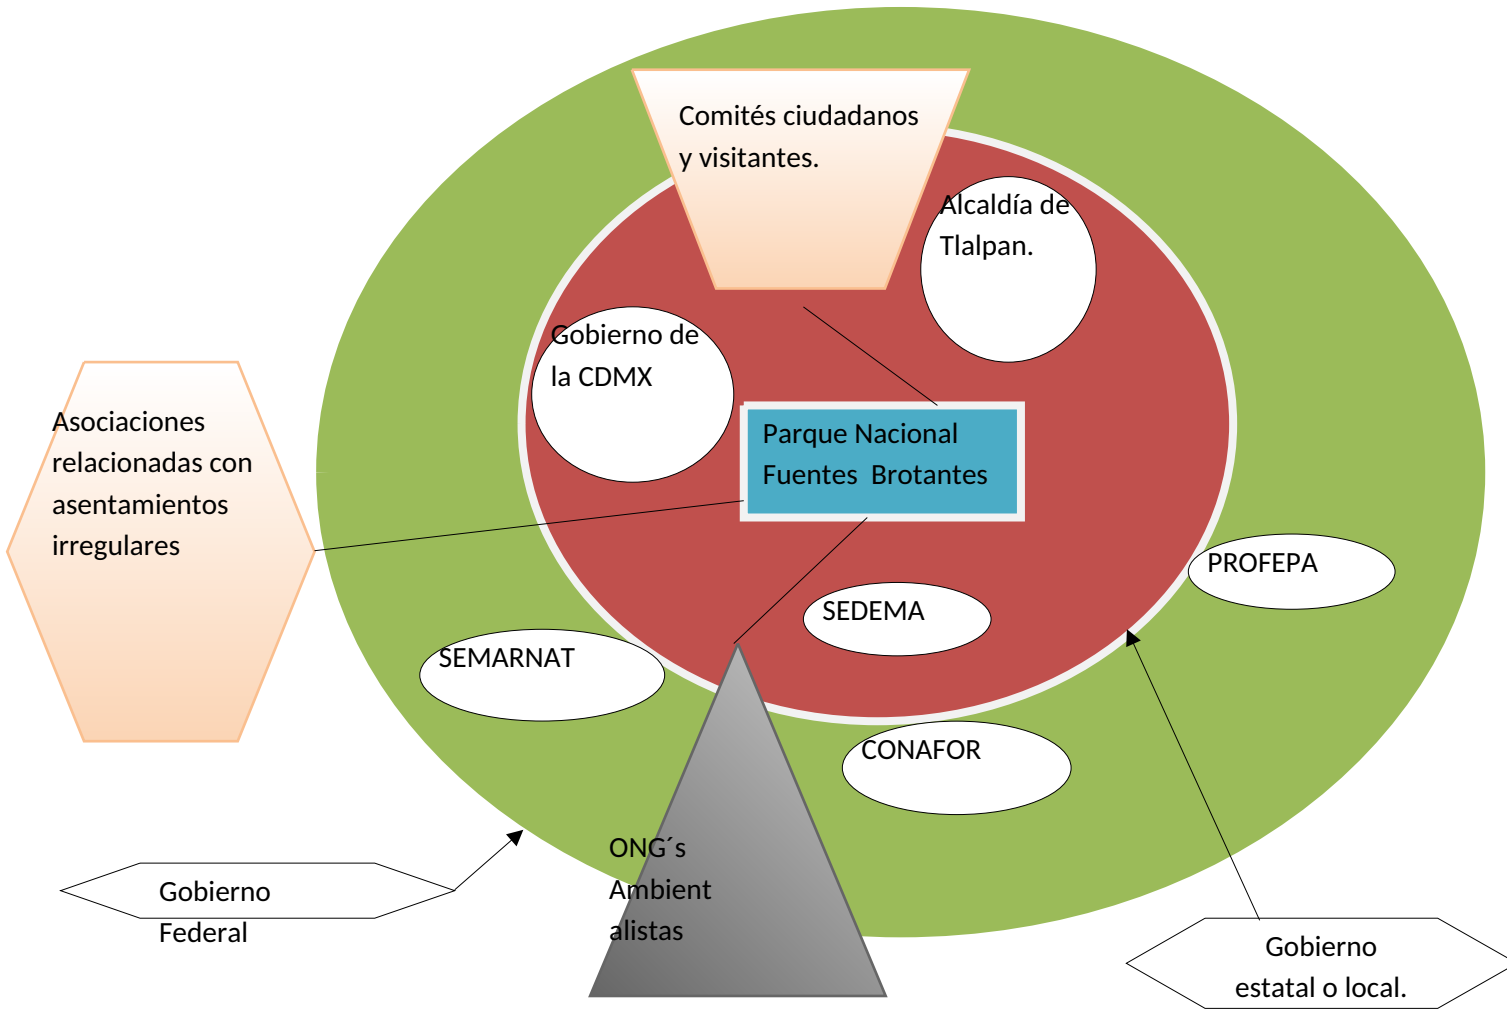 Comités ciudadanos
y visitantes.
Alcaldía de
Tlalpan.
Gobierno de
la CDMX
Asociaciones
relacionadas con
asentamientos
irregulares
Parque Nacional
Fuentes  Brotantes
PROFEPA
SEDEMA
SEMARNAT
CONAFOR
ONG´s
Ambient
alistas
Gobierno
Federal
Gobierno
estatal o local.